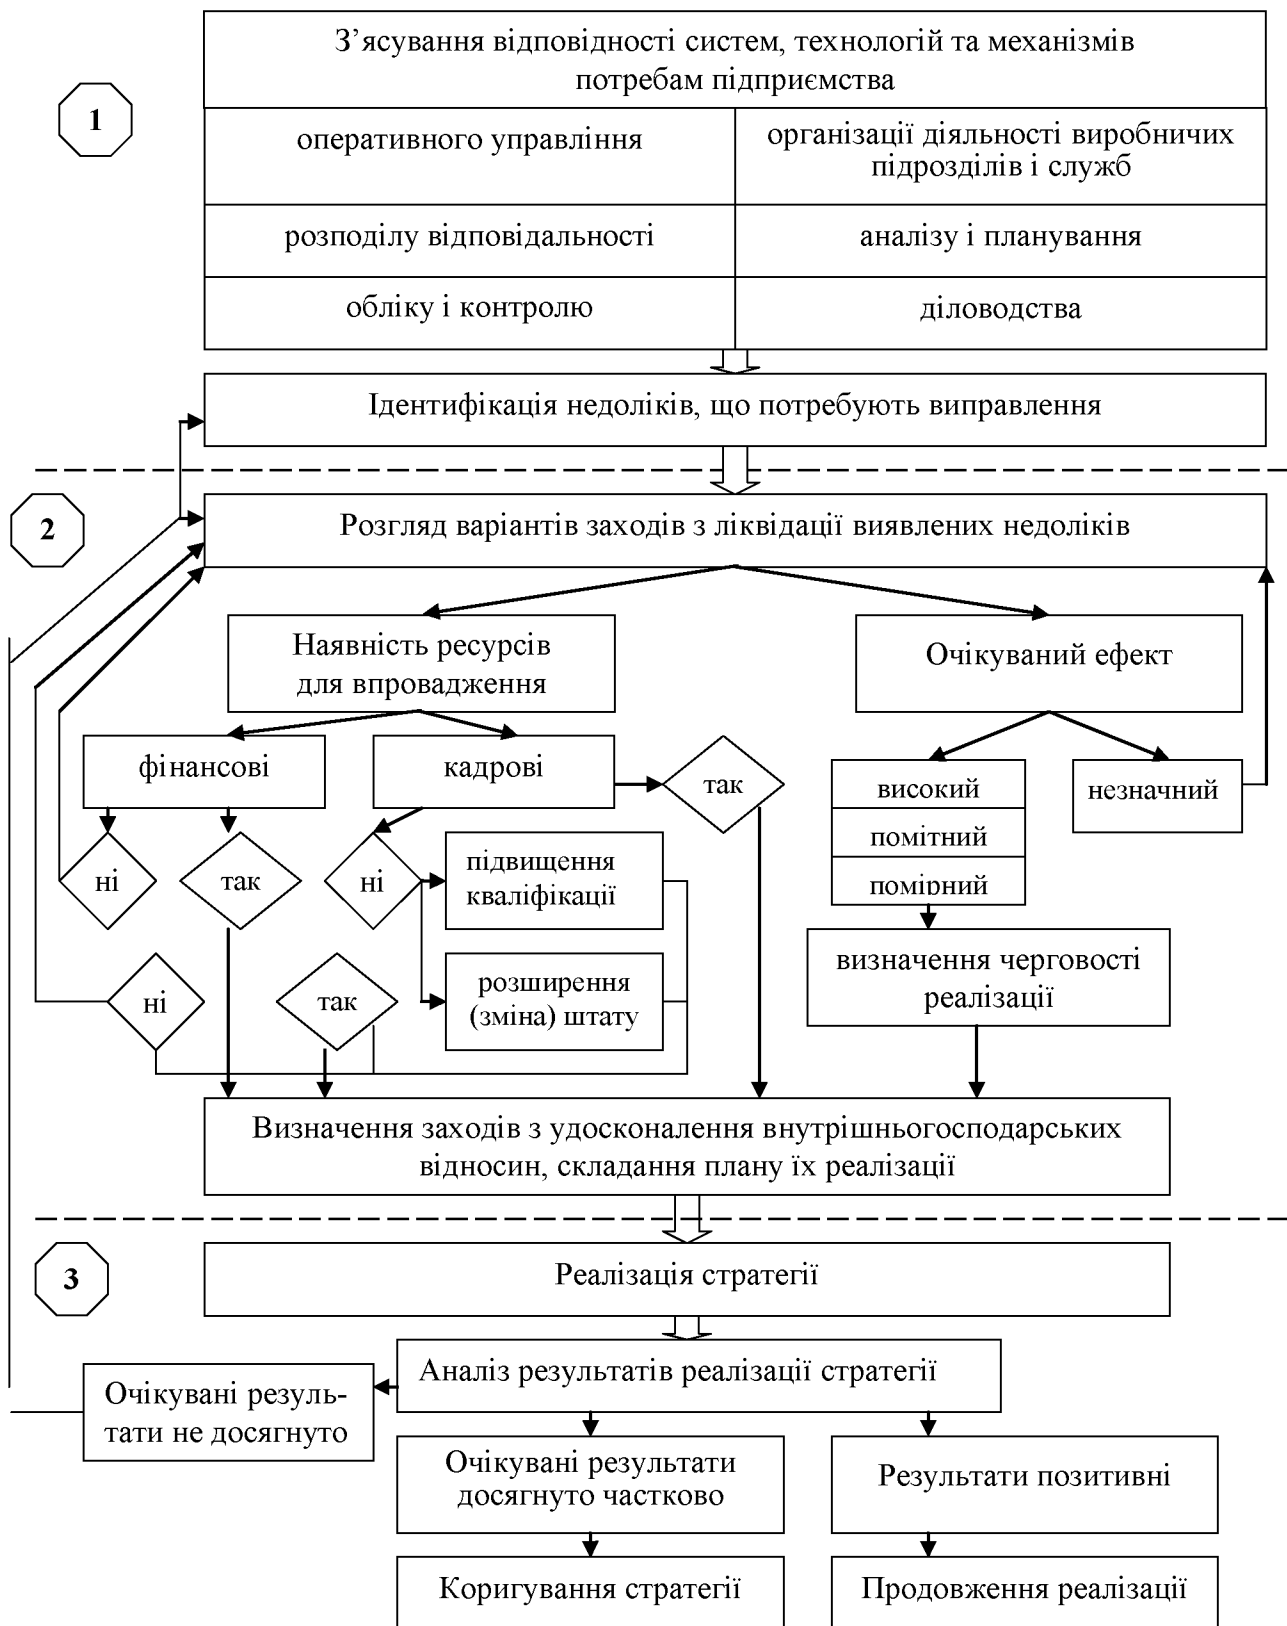 З’ясування відповідності систем, технологій та механізмів
потребам підприємства
1
оперативного управління
організації діяльності виробничих
підрозділів і служб
розподілу відповідальності
аналізу і планування
обліку і контролю
діловодства
Ідентифікація недоліків, що потребують виправлення
2
Розгляд варіантів заходів з ліквідації виявлених недоліків
Наявність ресурсів
для впровадження
Очікуваний ефект
фінансові
кадрові
так
високий
незначний
помітний
помірний
ні
так
ні
підвищення
кваліфікації
ні
так
розширення
(зміна) штату
визначення черговості
реалізації
Визначення заходів з удосконалення внутрішньогосподарських
відносин, складання плану їх реалізації
3
Реалізація стратегії
Аналіз результатів реалізації стратегії
Очікувані резуль-
тати не досягнуто
Очікувані результати
досягнуто частково
Результати позитивні
Коригування стратегії
Продовження реалізації